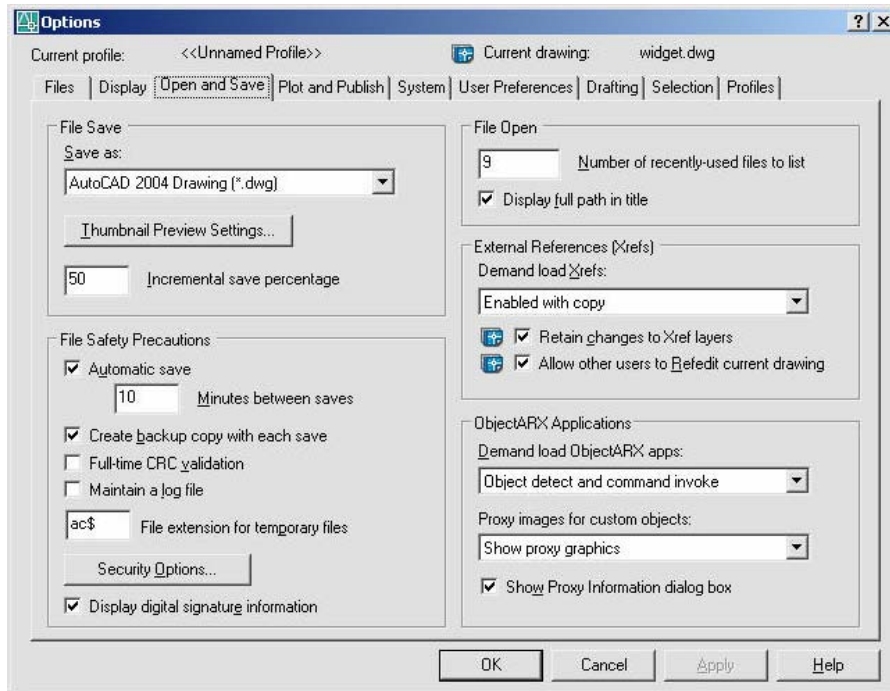 Options
Current profile: <<Unnamed Profile>> Current drawing: widget.dwg
Files Display Open and Save Plot and Publish System User Preferences Drafting Selection Profiles
File Save
Save as:
AutoCAD 2004 Drawing (*.dwg)
Thumbnail Preview Settings...
50 Incremental save percentage
File Safety Precautions
Automatic save
10 Minutes between saves
Create backup copy with each save
Full-time CRC validation
Maintain a log file
ac$ File extension for temporary files
Security Options...
Display digital signature information
File Open
9 Number of recently-used files to list
Display full path in title
External References (Xrefs)
Demand load Xrefs:
Enabled with copy
Retain changes to Xref layers
Allow other users to Refedit current drawing
ObjectARX Applications
Demand load ObjectARX apps:
Object detect and command invoke
Proxy images for custom objects:
Show proxy graphics
Show Proxy Information dialog box
OK Cancel Apply Help